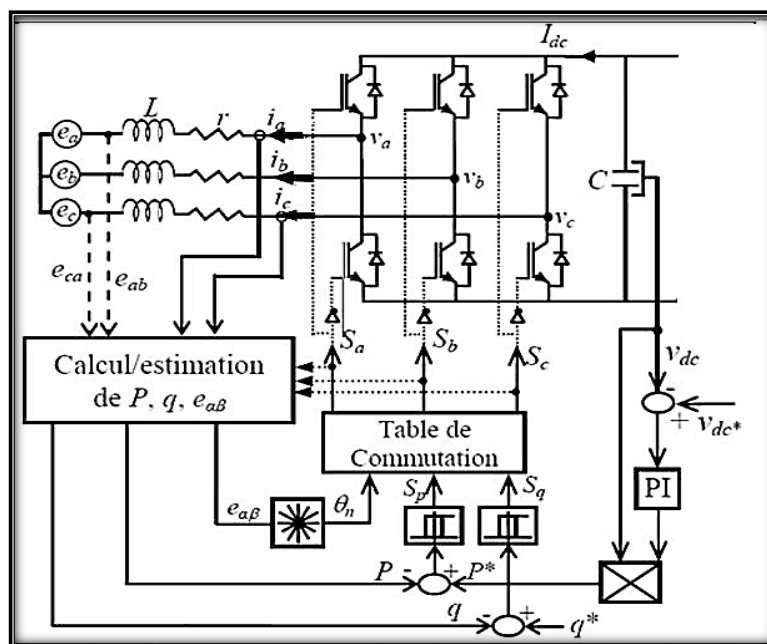 I_dc
L r i_a
e_a v_a
e_b i_b v_b
e_c i_c v_c
C
e_ca e_ab
S_a S_b S_c
v_dc
Calcul/estimation
de P, q, e_αβ
-
+ v_dc*
Table de
Commutation
PI
S_p S_q
e_αβ θ_n
P - + P*
q - + q*